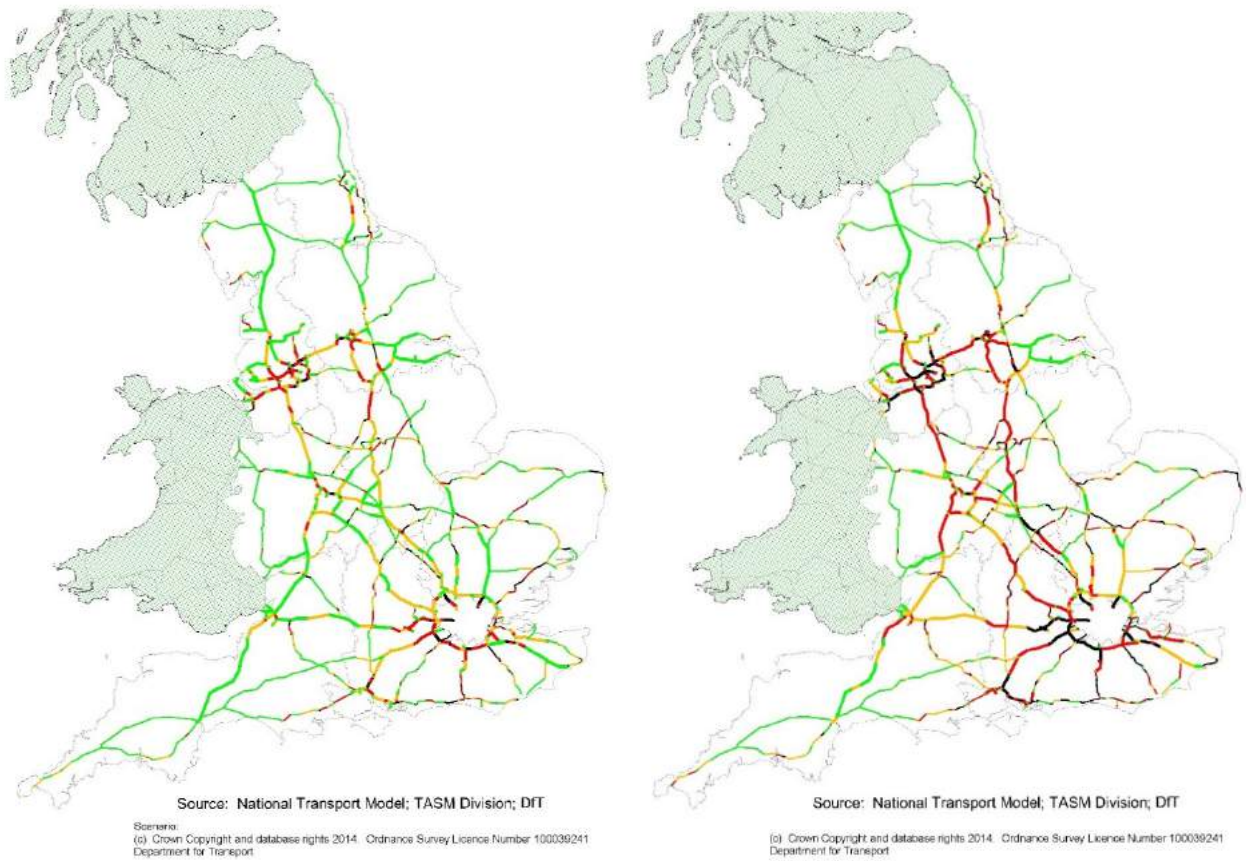 Source: National Transport Model; TASM Division; DfT
Scenario:
(c) Crown Copyright and database rights 2014. Ordnance Survey Licence Number 100039241
Department for Transport
Source: National Transport Model; TASM Division; DfT
(c) Crown Copyright and database rights 2014. Ordnance Survey Licence Number 100039241
Department for Transport